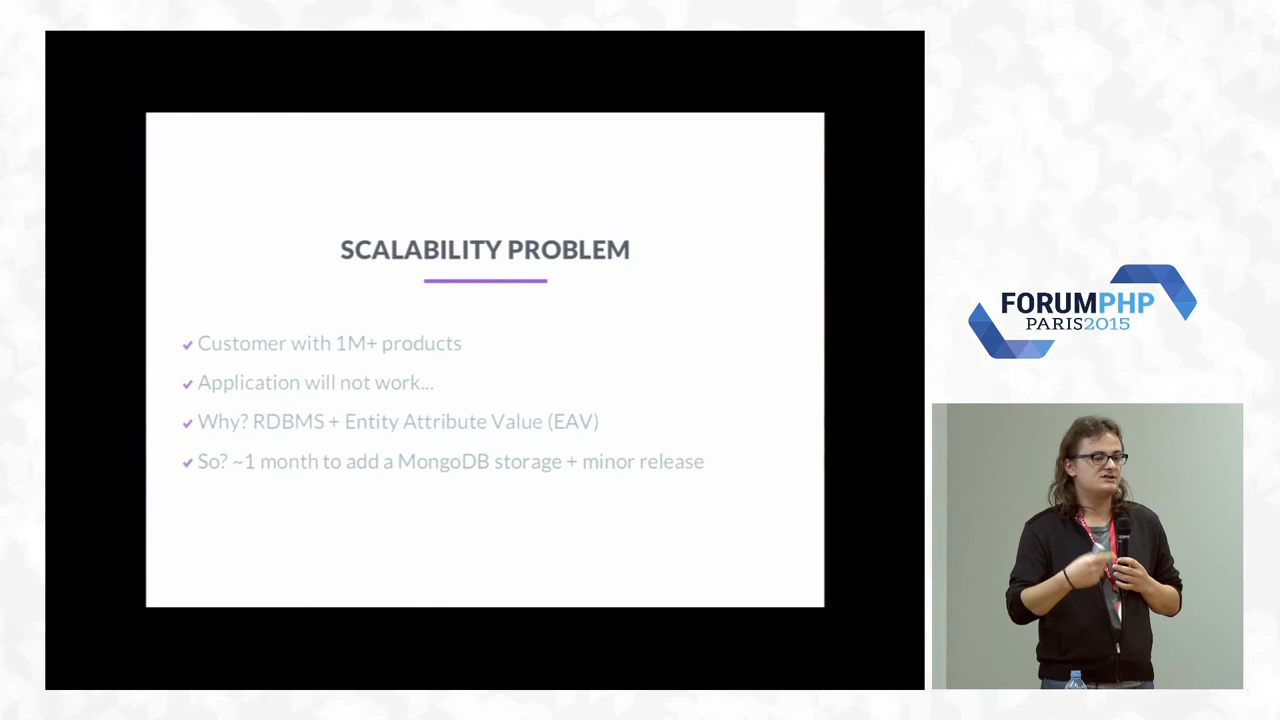 SCALABILITY PROBLEM
Customer with 1M+ products
Application will not work...
Why? RDBMS + Entity Attribute Value (EAV)
So? ~1 month to add a MongoDB storage + minor release
FORUMPHP
PARIS2015